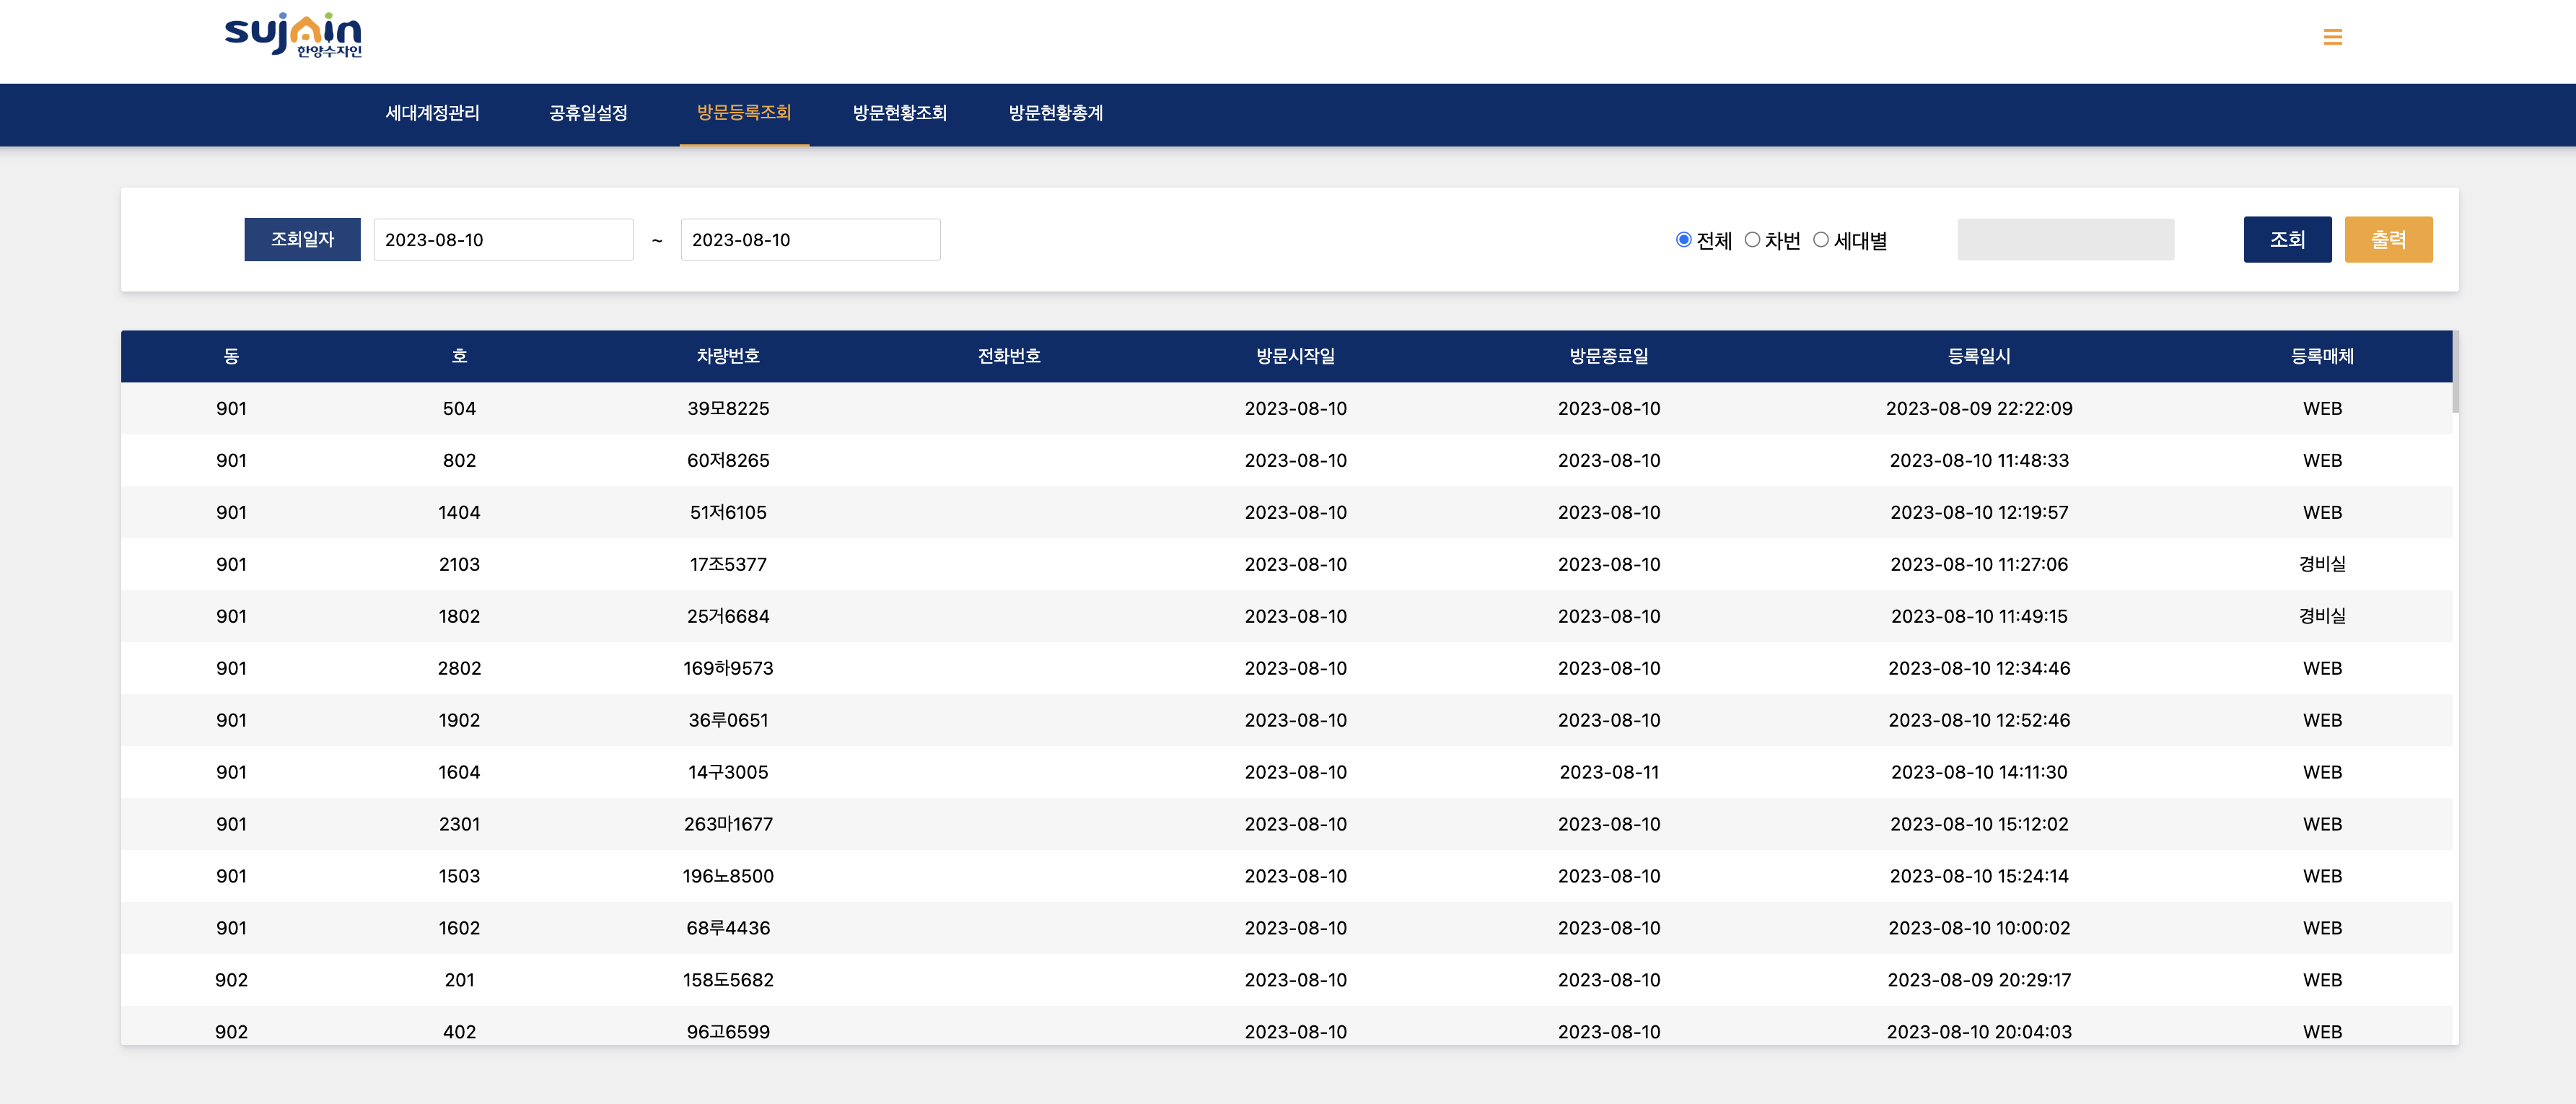 sujain
한양수자인
세대계정관리 공휴일설정 방문등록조회 방문현황조회 방문현황총계
조회일자 2023-08-10 ~ 2023-08-10 전체 차번 세대별 조회 출력
동 호 차량번호 전화번호 방문시작일 방문종료일 등록일시 등록매체
901 504 39모8225 2023-08-10 2023-08-10 2023-08-09 22:22:09 WEB
901 802 60저8265 2023-08-10 2023-08-10 2023-08-10 11:48:33 WEB
901 1404 51저6105 2023-08-10 2023-08-10 2023-08-10 12:19:57 WEB
901 2103 17조5377 2023-08-10 2023-08-10 2023-08-10 11:27:06 경비실
901 1802 25거6684 2023-08-10 2023-08-10 2023-08-10 11:49:15 경비실
901 2802 169하9573 2023-08-10 2023-08-10 2023-08-10 12:34:46 WEB
901 1902 36루0651 2023-08-10 2023-08-10 2023-08-10 12:52:46 WEB
901 1604 14구3005 2023-08-10 2023-08-11 2023-08-10 14:11:30 WEB
901 2301 263마1677 2023-08-10 2023-08-10 2023-08-10 15:12:02 WEB
901 1503 196노8500 2023-08-10 2023-08-10 2023-08-10 15:24:14 WEB
901 1602 68루4436 2023-08-10 2023-08-10 2023-08-10 10:00:02 WEB
902 201 158도5682 2023-08-10 2023-08-10 2023-08-09 20:29:17 WEB
902 402 96고6599 2023-08-10 2023-08-10 2023-08-10 20:04:03 WEB